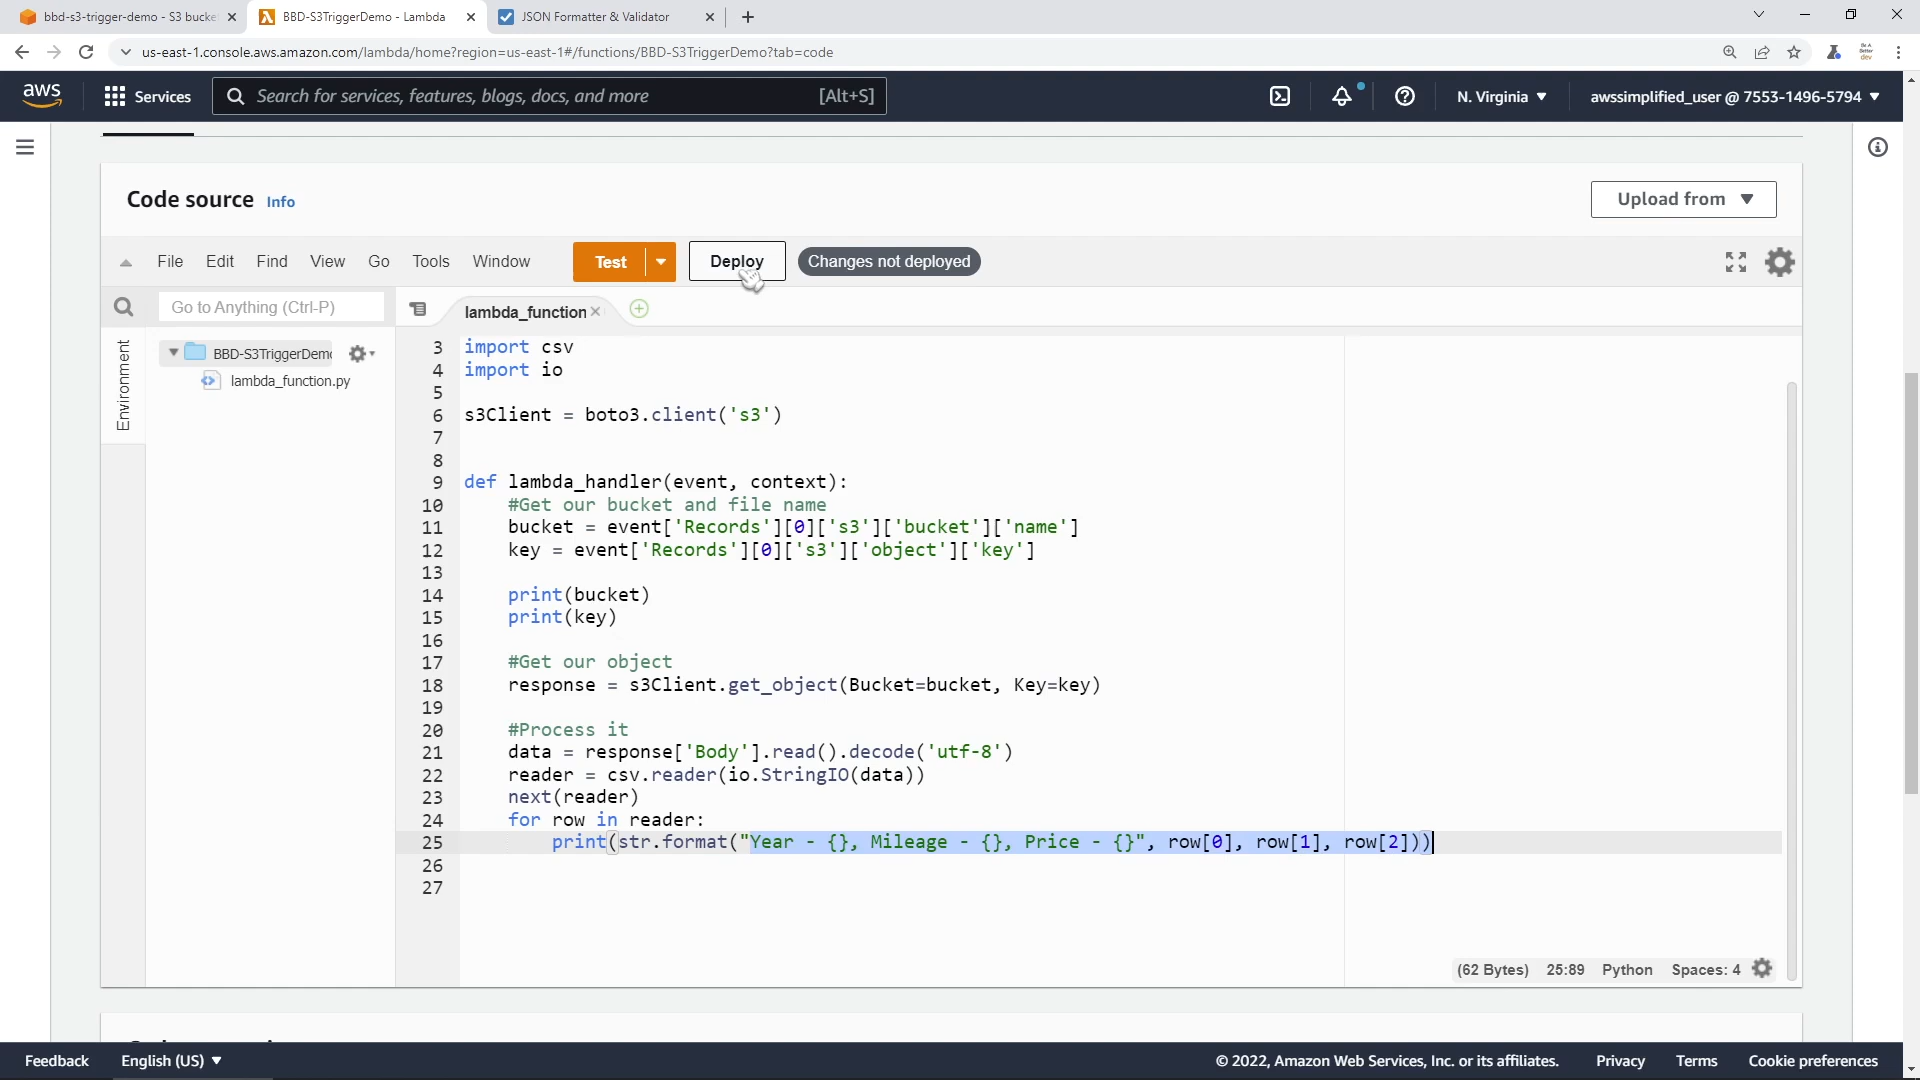 bbd-s3-trigger-demo - S3 bucke
BBD-S3TriggerDemo - Lambda
JSON Formatter & Validator
us-east-1.console.aws.amazon.com/lambda/home?region=us-east-1#/functions/BBD-S3TriggerDemo?tab=code
aws
Services
Search for services, features, blogs, docs, and more
[Alt+S]
N. Virginia
awssimplified_user @ 7553-1496-5794
Code source
Info
Upload from
File
Edit
Find
View
Go
Tools
Window
Test
Deploy
Changes not deployed
Go to Anything (Ctrl-P)
lambda_function
Environment
BBD-S3TriggerDem
lambda_function.py
3 import csv
4 import io
5
6 s3Client = boto3.client('s3')
7
8
9 def lambda_handler(event, context):
10 #Get our bucket and file name
11 bucket = event['Records'][0]['s3']['bucket']['name']
12 key = event['Records'][0]['s3']['object']['key']
13
14 print(bucket)
15 print(key)
16
17 #Get our object
18 response = s3Client.get_object(Bucket=bucket, Key=key)
19
20 #Process it
21 data = response['Body'].read().decode('utf-8')
22 reader = csv.reader(io.StringIO(data))
23 next(reader)
24 for row in reader:
25 print(str.format("Year - {}, Mileage - {}, Price - {}", row[0], row[1], row[2]))
26
27
(62 Bytes)
25:89
Python
Spaces: 4
Feedback
English (US)
© 2022, Amazon Web Services, Inc. or its affiliates.
Privacy
Terms
Cookie preferences